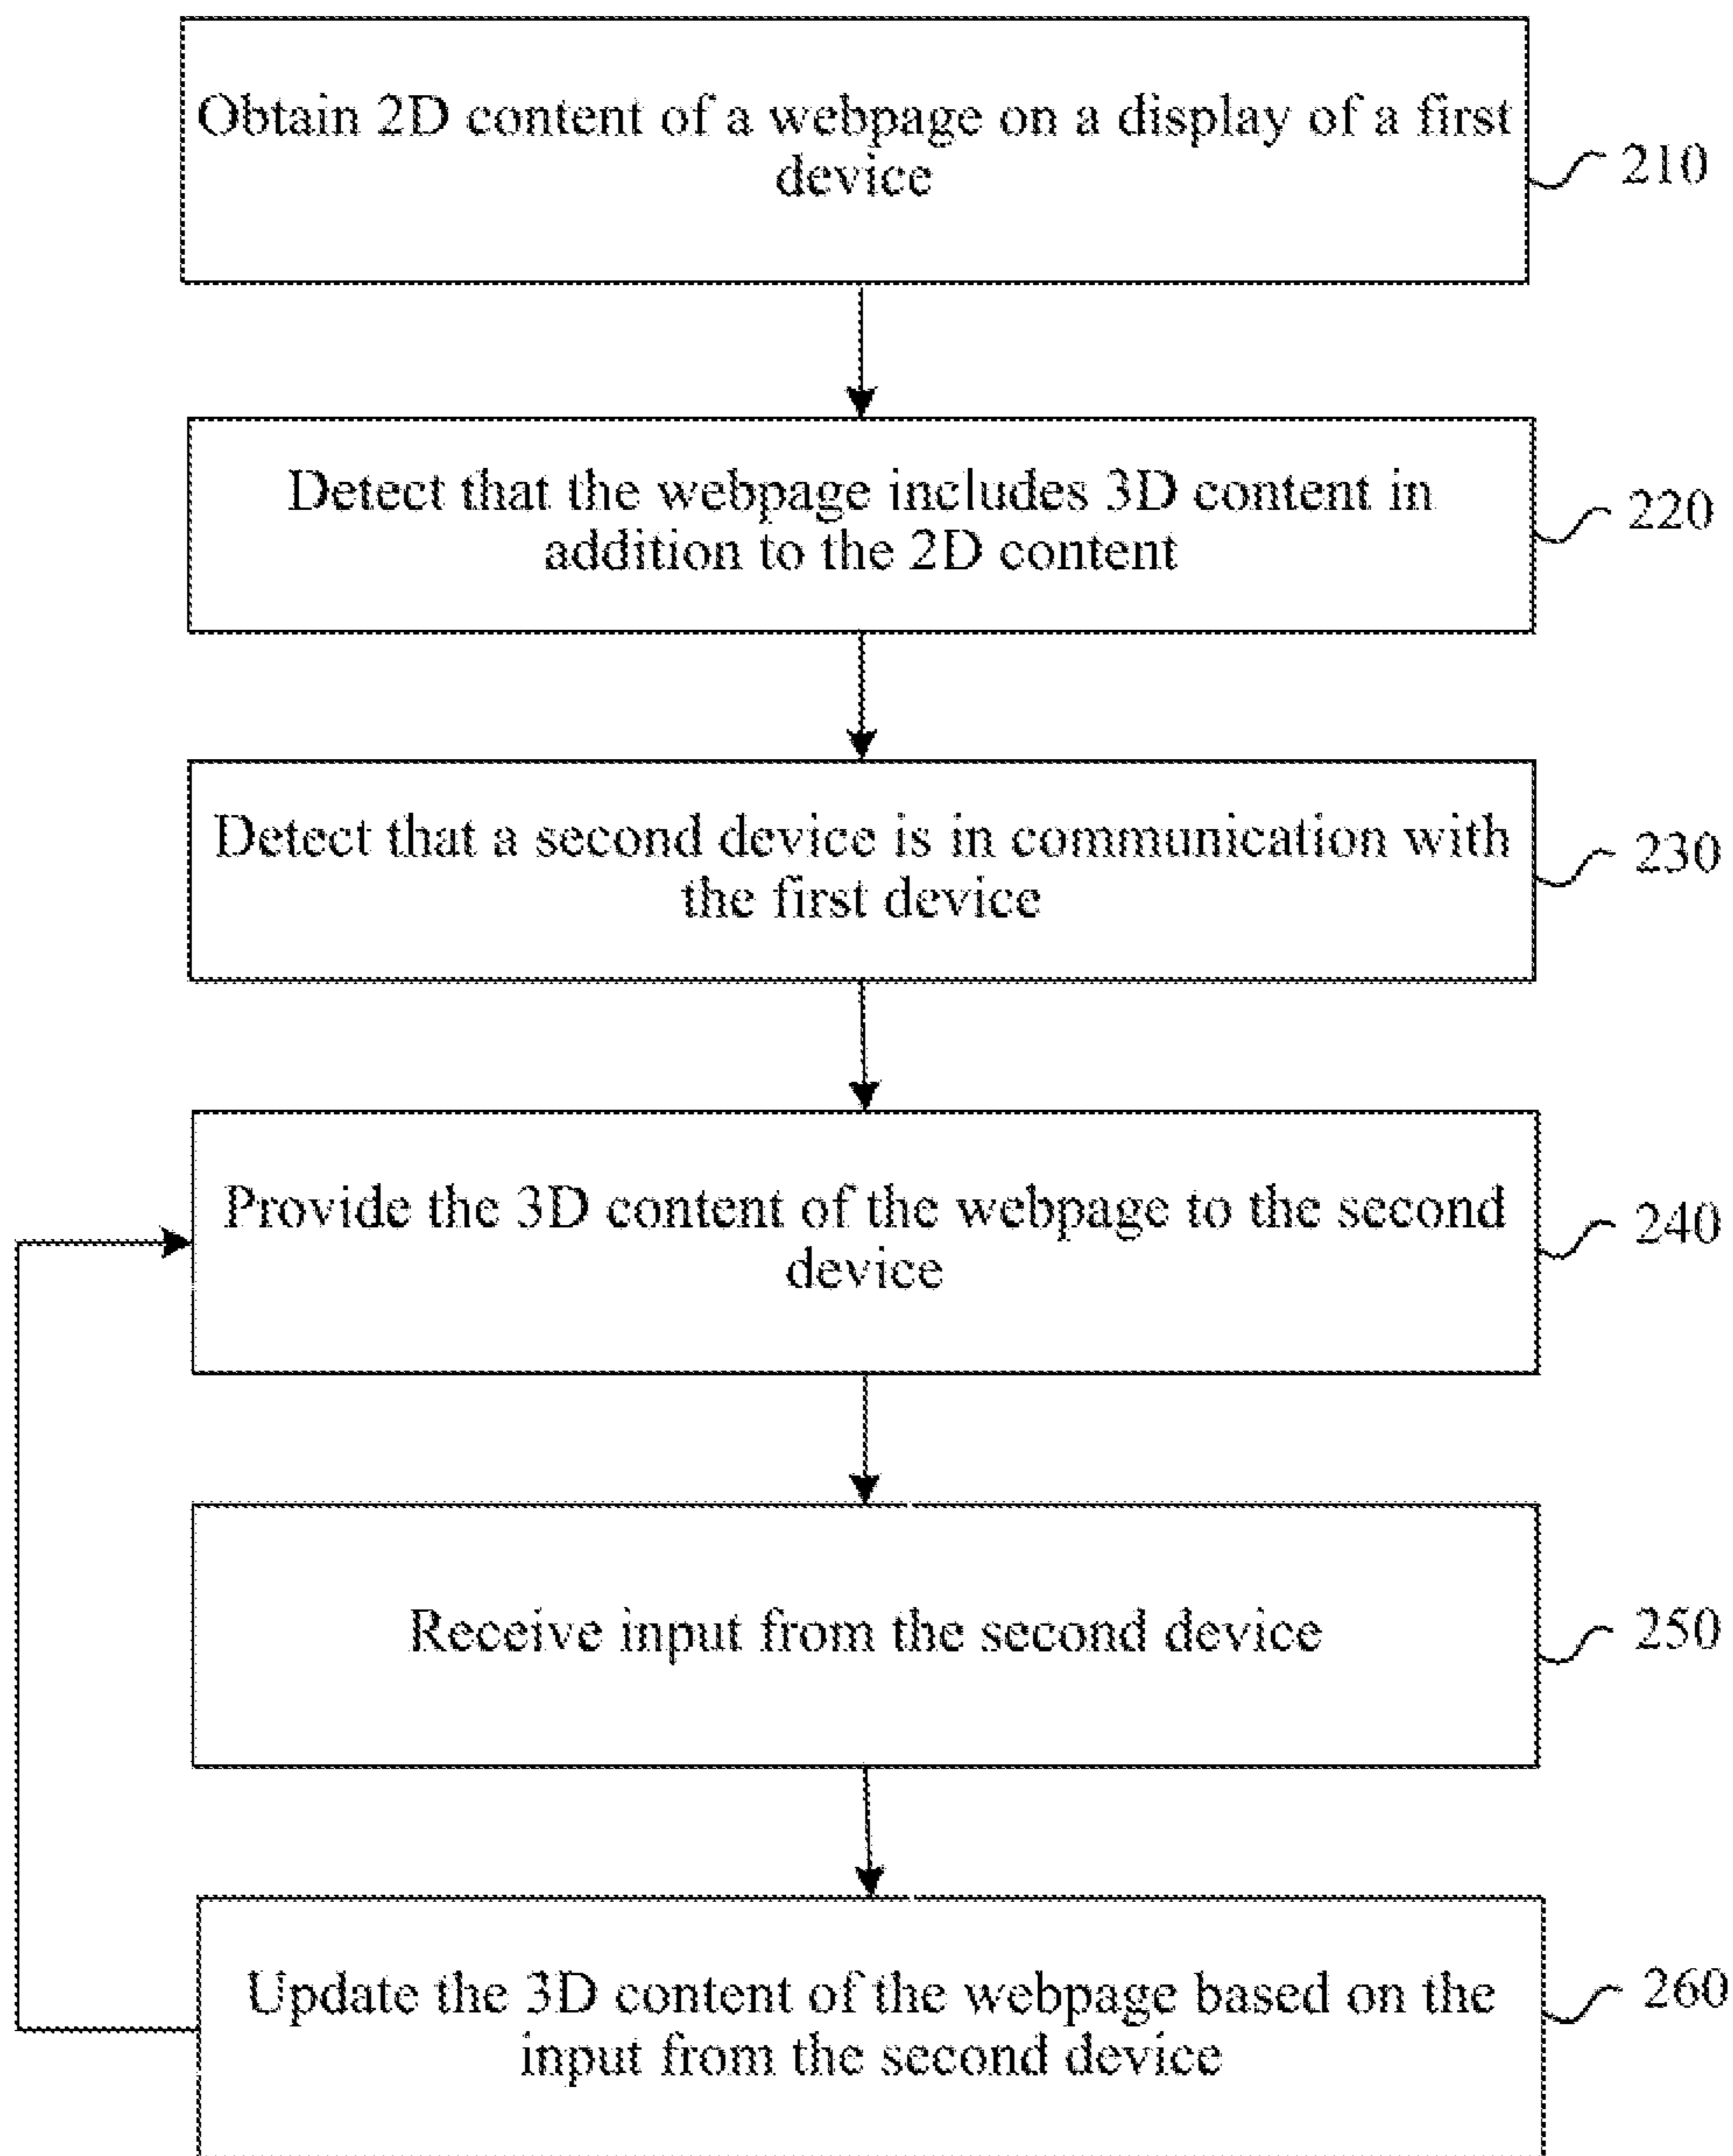 Obtain 2D content of a webpage on a display of a first
device
210
Detect that the webpage includes 3D content in
addition to the 2D content
220
Detect that a second device is in communication with
the first device
230
Provide the 3D content of the webpage to the second
device
240
Receive input from the second device
250
Update the 3D content of the webpage based on the
input from the second device
260